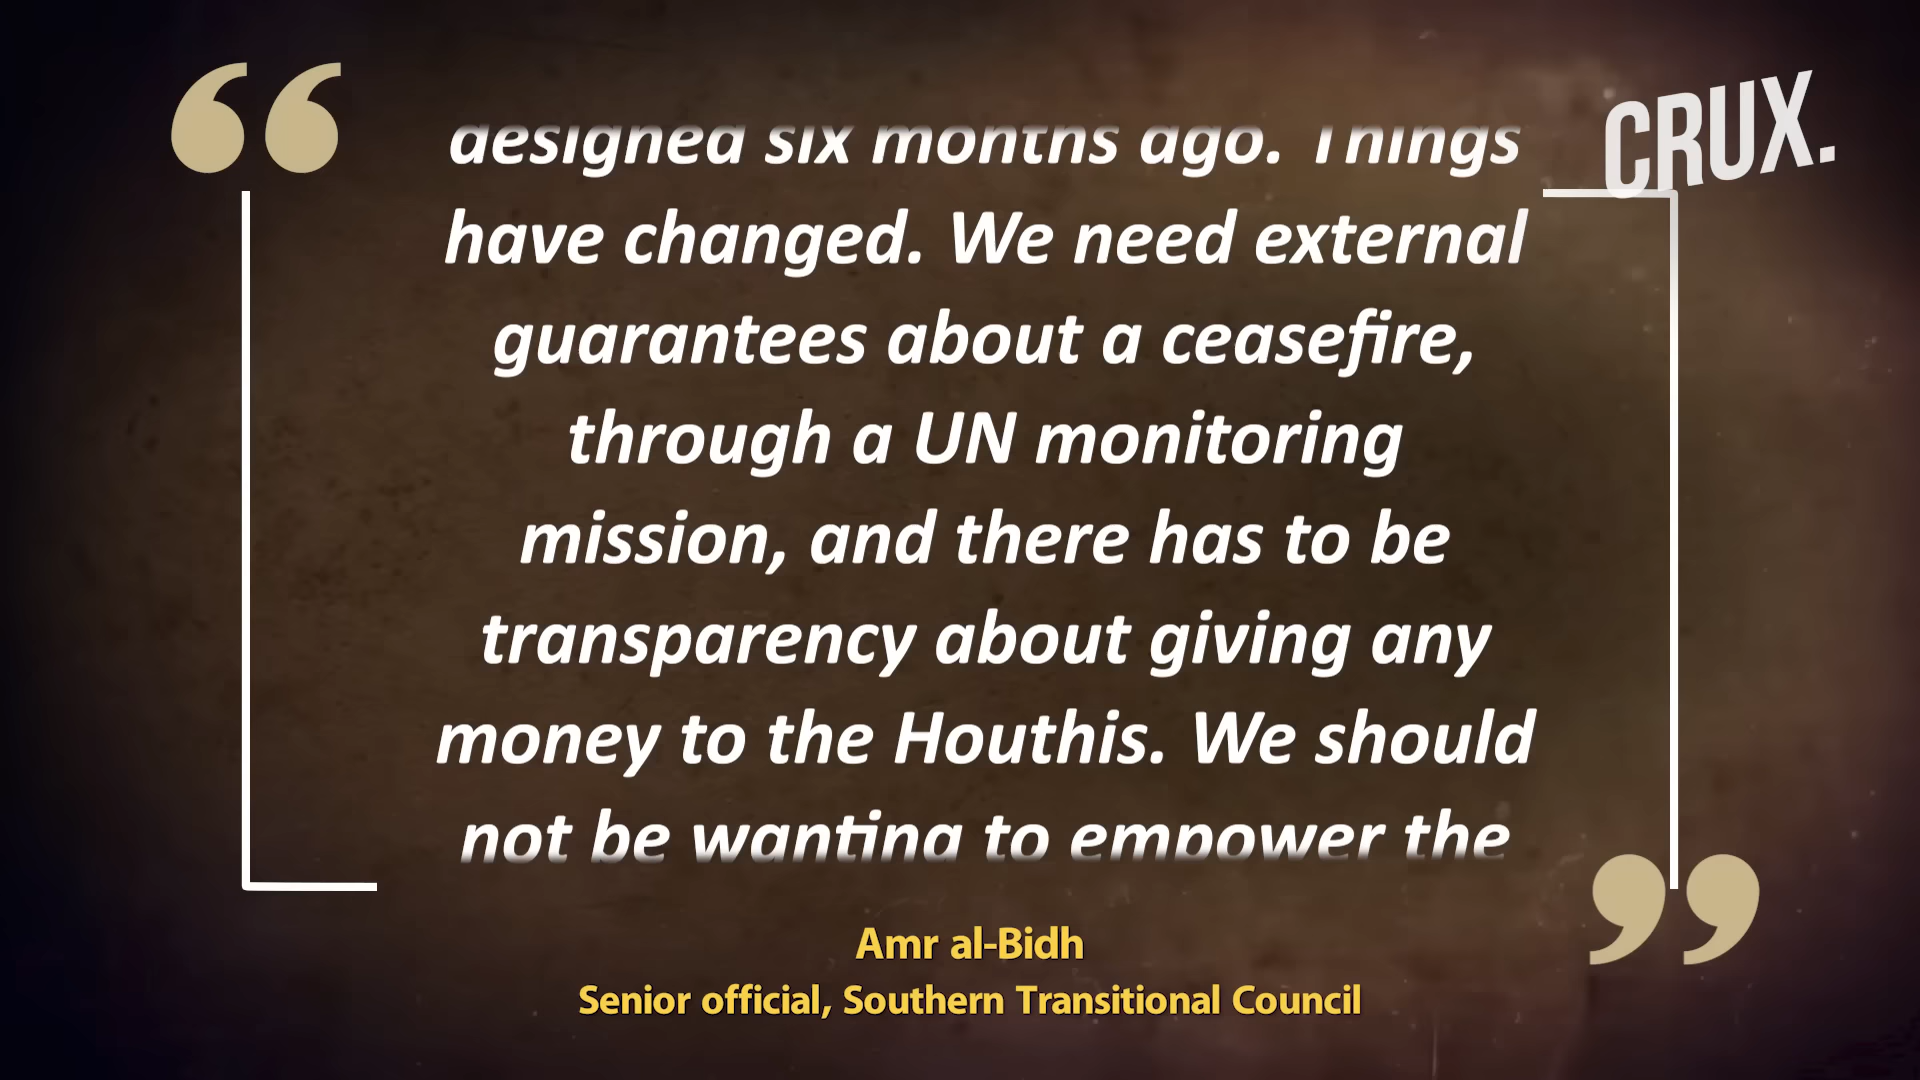 “
CRUX.
designed six months ago. Things
have changed. We need external
guarantees about a ceasefire,
through a UN monitoring
mission, and there has to be
transparency about giving any
money to the Houthis. We should
not be wanting to empower the
”
Amr al-Bidh
Senior official, Southern Transitional Council